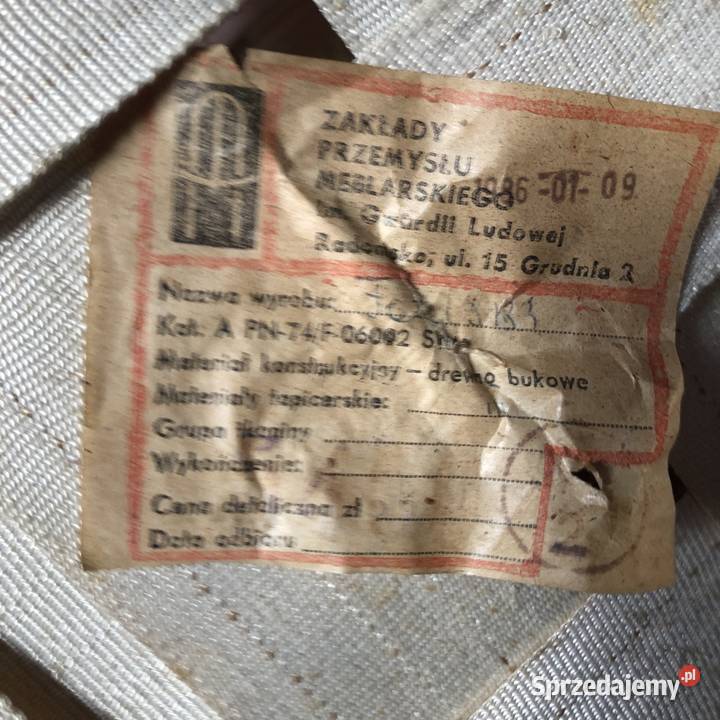 ZAKŁADY
PRZEMYSŁU
MEBLARSKIEGO
1986 -01- 09
im. Gwardii Ludowej
Radomsko, ul. 15 Grudnia 2
Nazwa wyrobu:
Kat: A PN-74/F-06002
Materiał konstrukcyjny — drewno bukowe
Materiały tapicerskie:
Grupa tkaniny
Wykończenie:
Cena detaliczna zł
Data odbioru
Sprzedajemy.pl